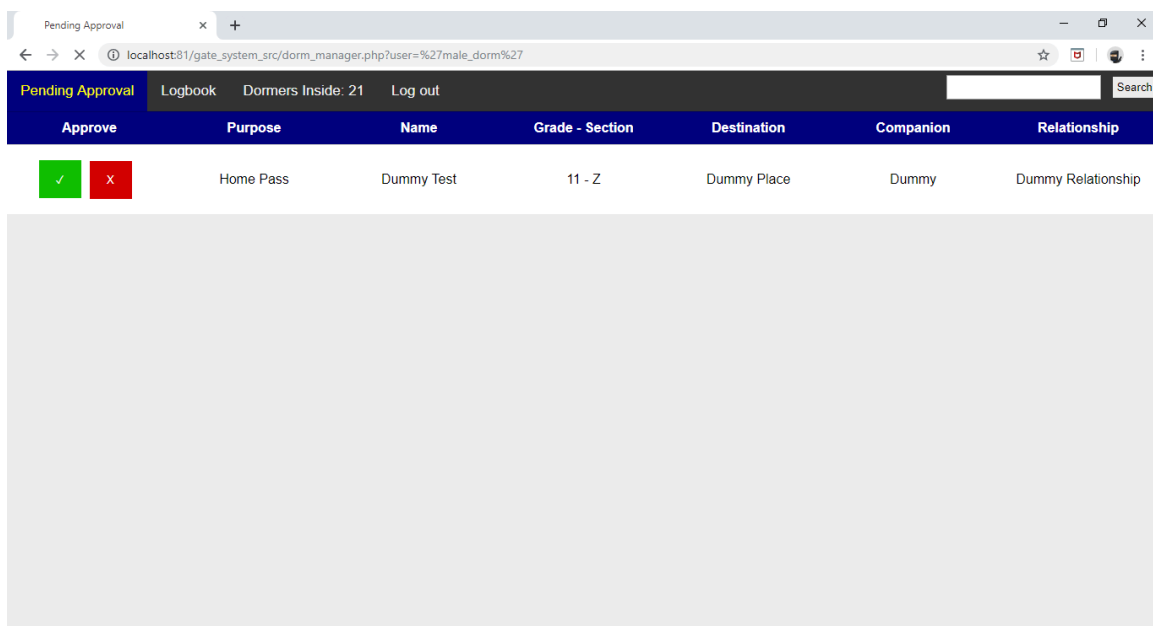 Pending Approval
localhost:81/gate_system_src/dorm_manager.php?user=%27male_dorm%27
Pending Approval Logbook Dormers Inside: 21 Log out Search
Approve Purpose Name Grade - Section Destination Companion Relationship
✓ X Home Pass Dummy Test 11 - Z Dummy Place Dummy Dummy Relationship